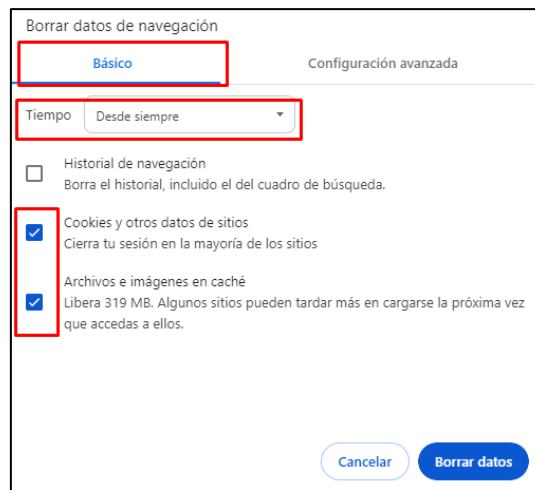 Borrar datos de navegación
Básico
Configuración avanzada
Tiempo
Desde siempre
Historial de navegación
Borra el historial, incluido el del cuadro de búsqueda.
Cookies y otros datos de sitios
Cierra tu sesión en la mayoría de los sitios
Archivos e imágenes en caché
Libera 319 MB. Algunos sitios pueden tardar más en cargarse la próxima vez
que accedas a ellos.
Cancelar
Borrar datos